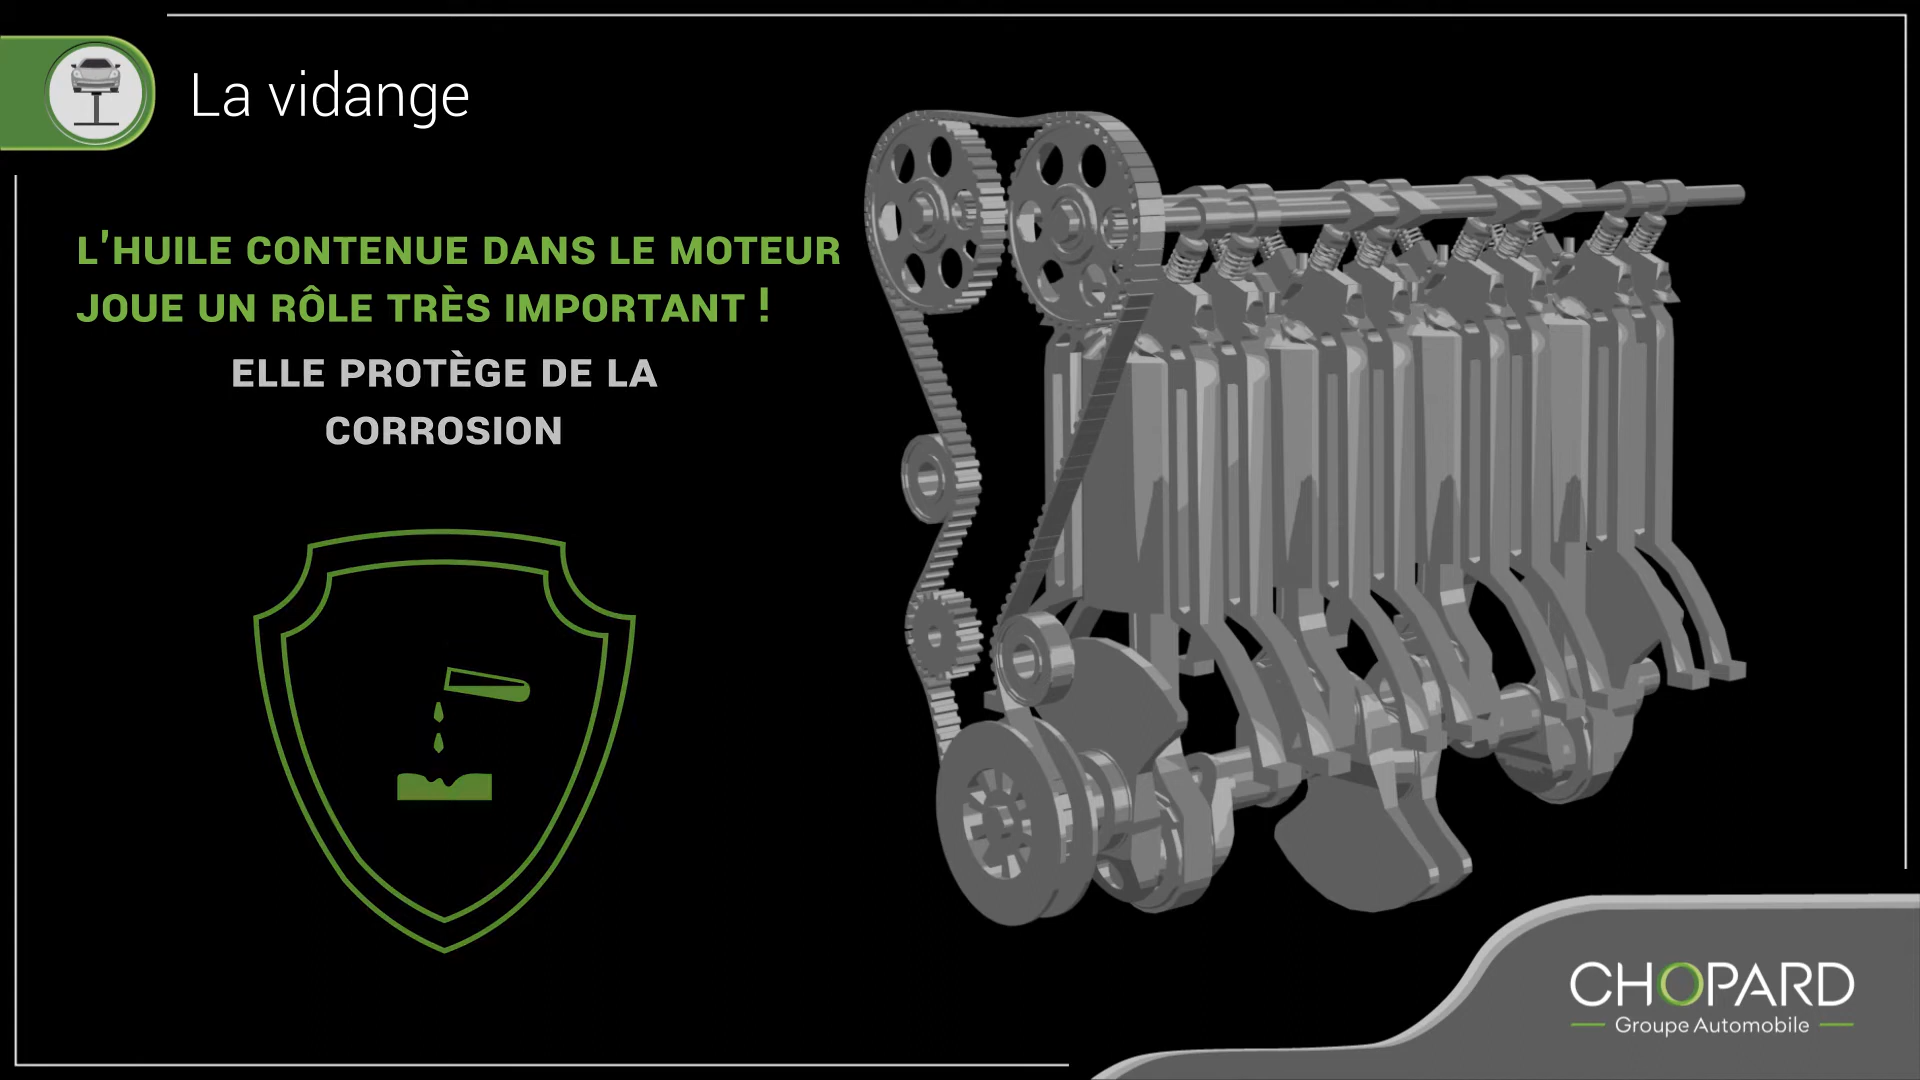 La vidange
L'HUILE CONTENUE DANS LE MOTEUR
JOUE UN RÔLE TRÈS IMPORTANT !
ELLE PROTÈGE DE LA
CORROSION
CHOPARD
Groupe Automobile